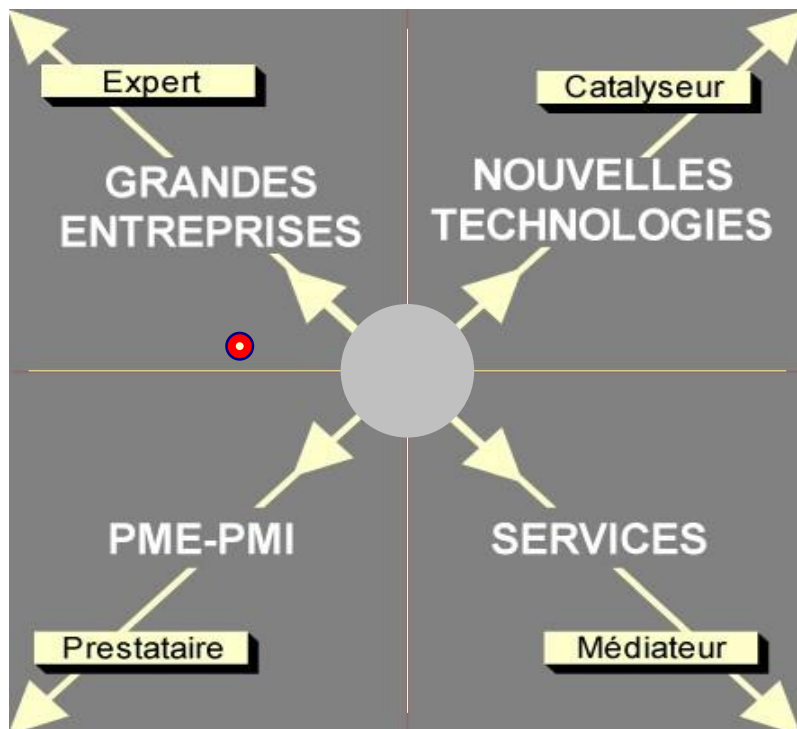 Expert
Catalyseur
GRANDES
ENTREPRISES
NOUVELLES
TECHNOLOGIES
PME-PMI
SERVICES
Prestataire
Médiateur